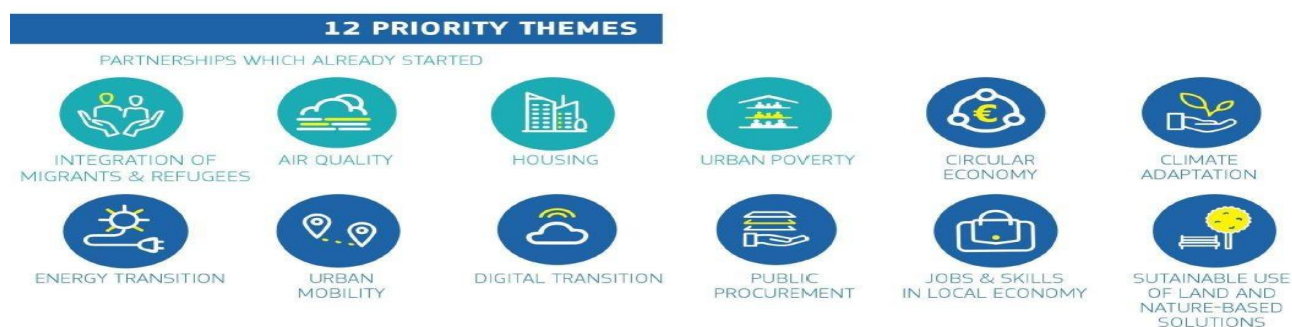 12 PRIORITY THEMES
PARTNERSHIPS WHICH ALREADY STARTED
INTEGRATION OF
MIGRANTS & REFUGEES
AIR QUALITY
HOUSING
URBAN POVERTY
CIRCULAR
ECONOMY
CLIMATE
ADAPTATION
ENERGY TRANSITION
URBAN
MOBILITY
DIGITAL TRANSITION
PUBLIC
PROCUREMENT
JOBS & SKILLS
IN LOCAL ECONOMY
SUTAINABLE USE
OF LAND AND
NATURE-BASED
SOLUTIONS